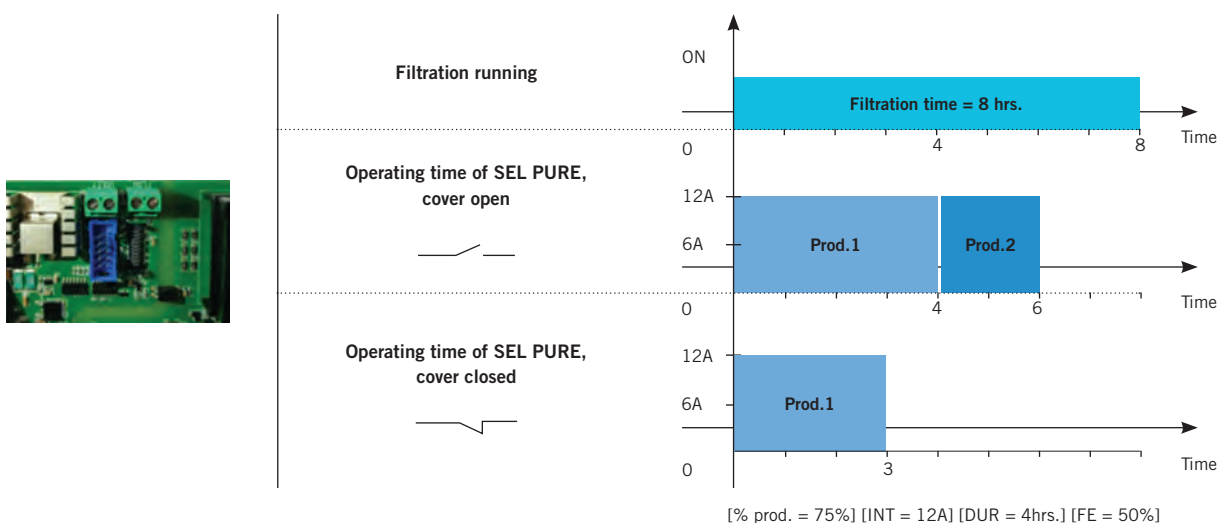 Filtration running
ON
Filtration time = 8 hrs.
0
4
8
Time
Operating time of SEL PURE,
cover open
12A
6A
Prod.1
Prod.2
0
4
6
Time
Operating time of SEL PURE,
cover closed
12A
6A
Prod.1
0
3
Time
[% prod. = 75%] [INT = 12A] [DUR = 4hrs.] [FE = 50%]